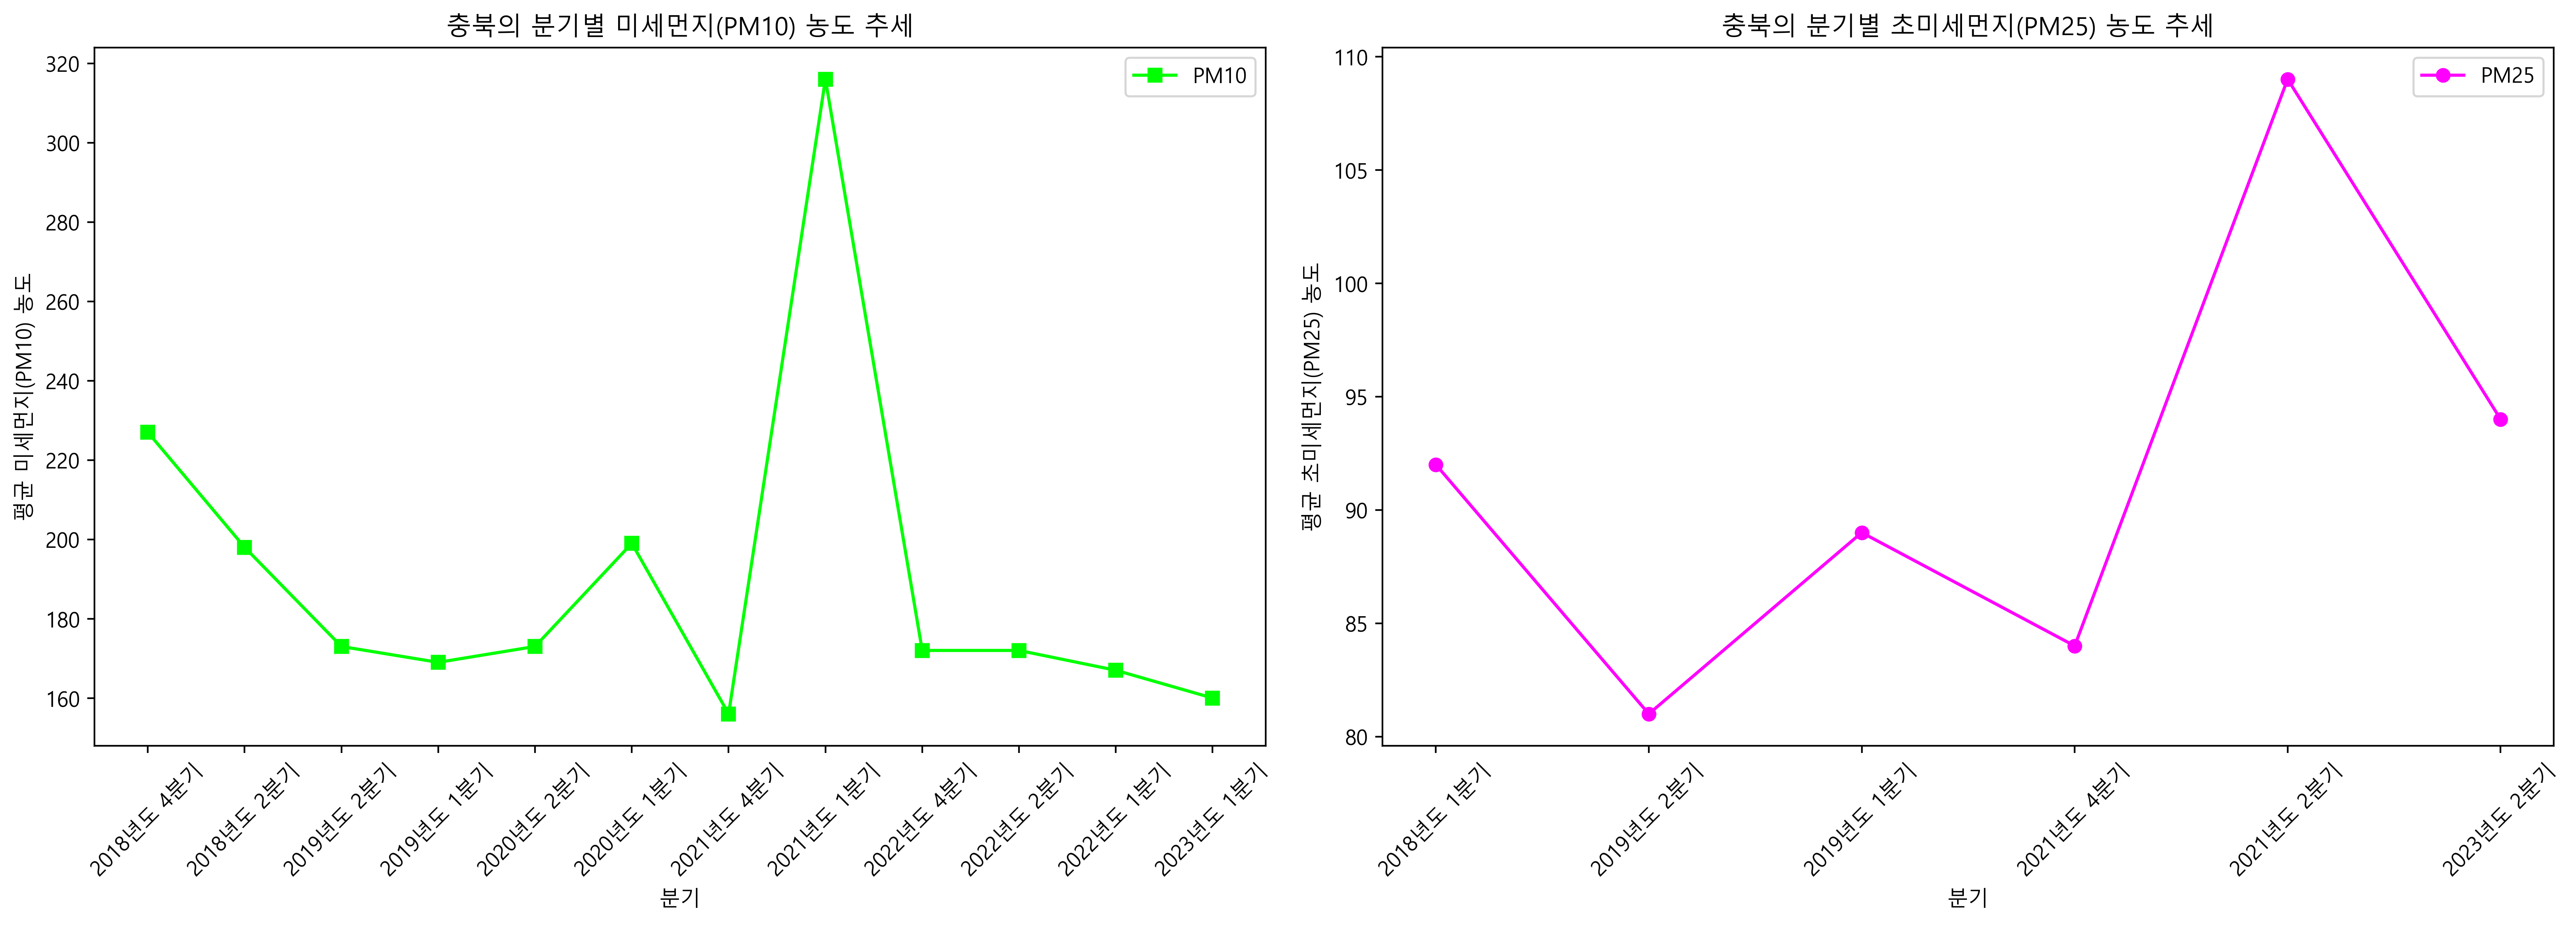 충북의 분기별 미세먼지(PM10) 농도 추세
PM10
평균 미세먼지(PM10) 농도
320
300
280
260
240
220
200
180
160
2018년도 4분기
2018년도 2분기
2019년도 2분기
2019년도 1분기
2020년도 2분기
2020년도 1분기
2021년도 4분기
2021년도 1분기
2022년도 4분기
2022년도 2분기
2022년도 1분기
2023년도 1분기
분기
충북의 분기별 초미세먼지(PM25) 농도 추세
PM25
평균 초미세먼지(PM25) 농도
110
105
100
95
90
85
80
2018년도 1분기
2019년도 2분기
2019년도 1분기
2021년도 4분기
2021년도 2분기
2023년도 2분기
분기